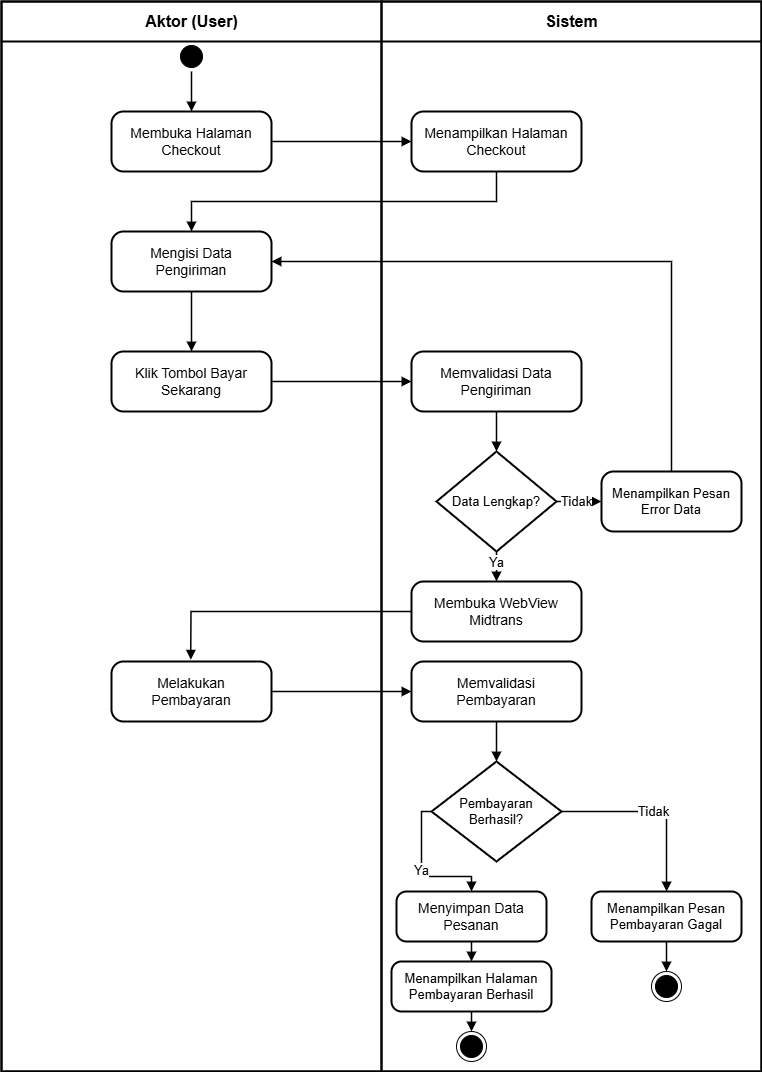 Aktor (User)
Sistem
Membuka Halaman
Checkout
Menampilkan Halaman
Checkout
Mengisi Data
Pengiriman
Klik Tombol Bayar
Sekarang
Memvalidasi Data
Pengiriman
Data Lengkap?
Tidak
Menampilkan Pesan
Error Data
Ya
Membuka WebView
Midtrans
Melakukan
Pembayaran
Memvalidasi
Pembayaran
Pembayaran
Berhasil?
Tidak
Ya
Menyimpan Data
Pesanan
Menampilkan Pesan
Pembayaran Gagal
Menampilkan Halaman
Pembayaran Berhasil